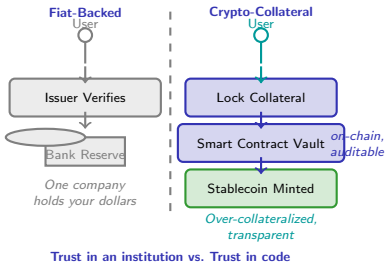 Fiat-Backed
User
Issuer Verifies
Bank Reserve
One company
holds your dollars
Crypto-Collateral
User
Lock Collateral
Smart Contract Vault
on-chain,
auditable
Stablecoin Minted
Over-collateralized,
transparent
Trust in an institution vs. Trust in code